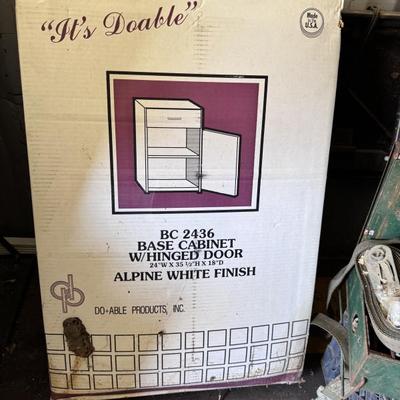 "It's Doable"
Made
in the
U.S.A.
BC 2436
BASE CABINET
W/HINGED DOOR
24"W X 35 ½"H X 18"D
ALPINE WHITE FINISH
DO+ABLE PRODUCTS, INC.